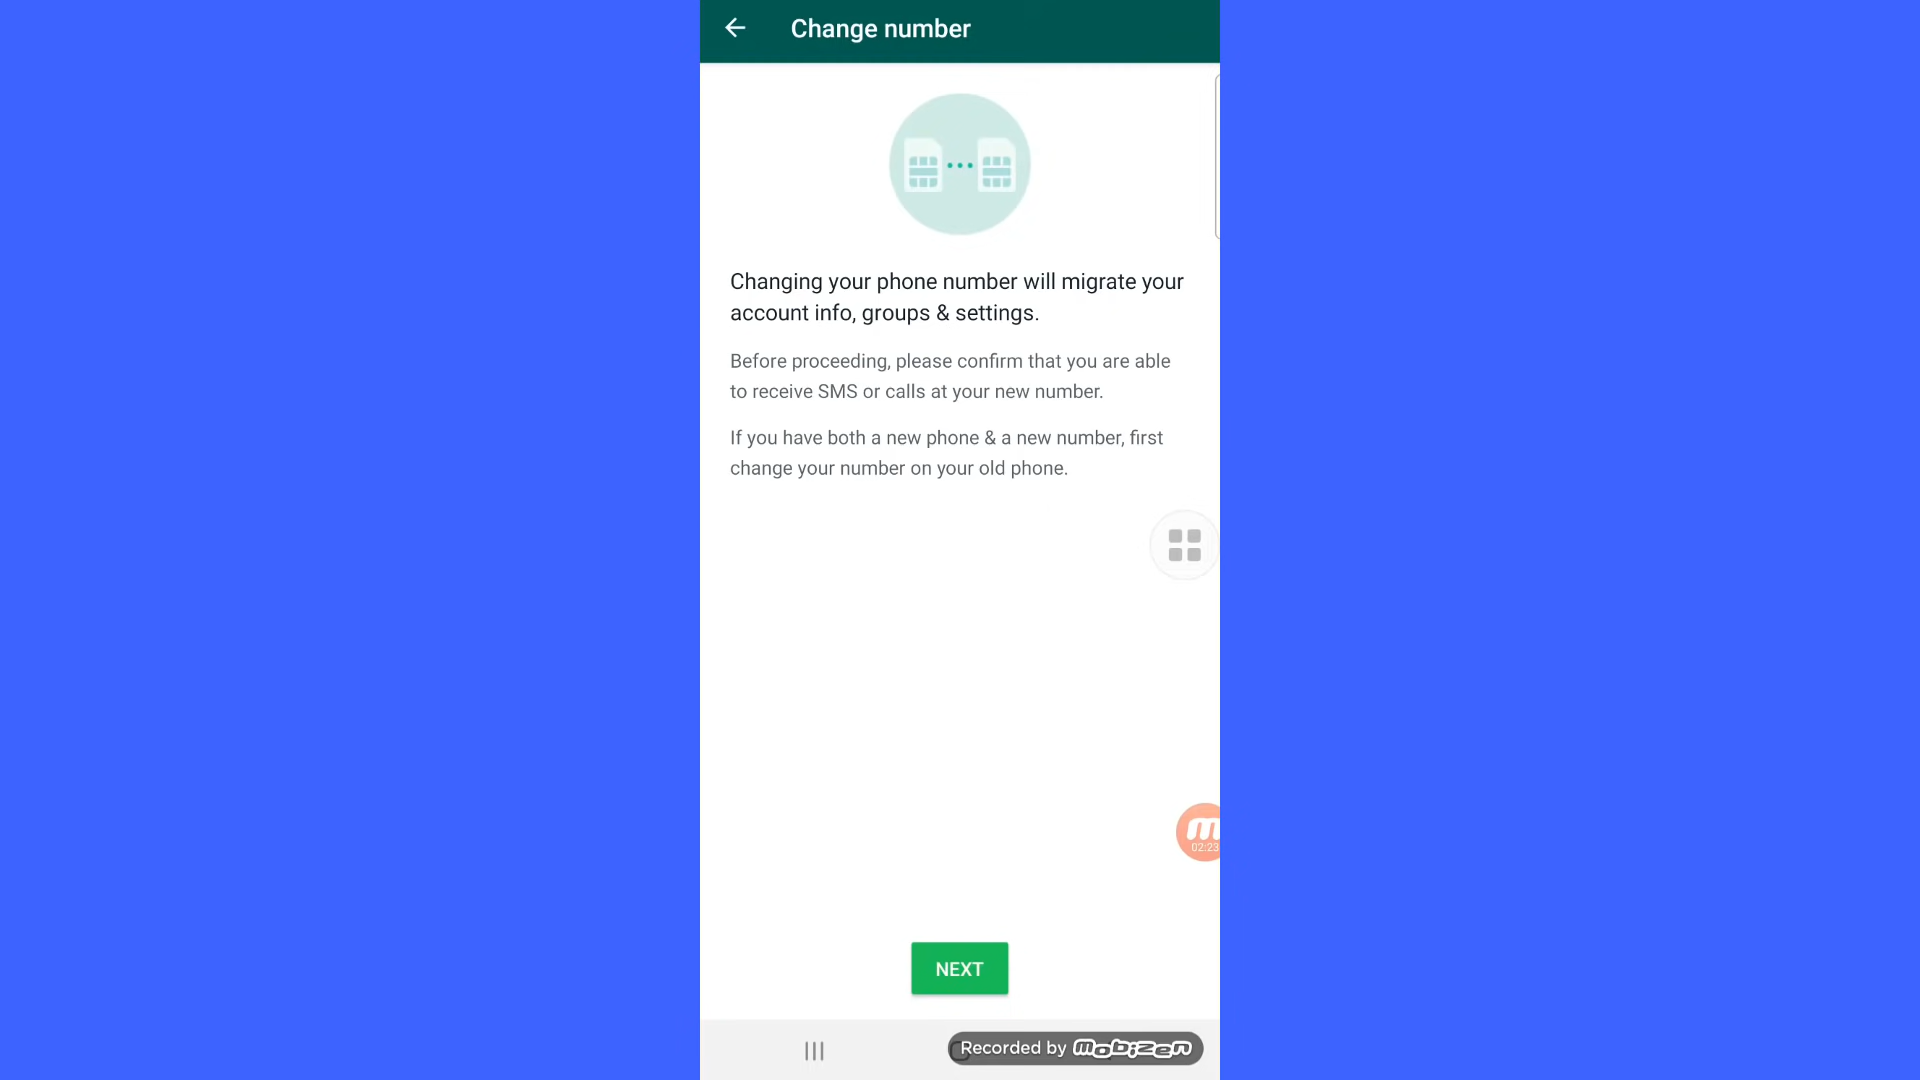 Change number
Changing your phone number will migrate your
account info, groups & settings.
Before proceeding, please confirm that you are able
to receive SMS or calls at your new number.
If you have both a new phone & a new number, first
change your number on your old phone.
m
02:23
NEXT
Recorded by mobizen